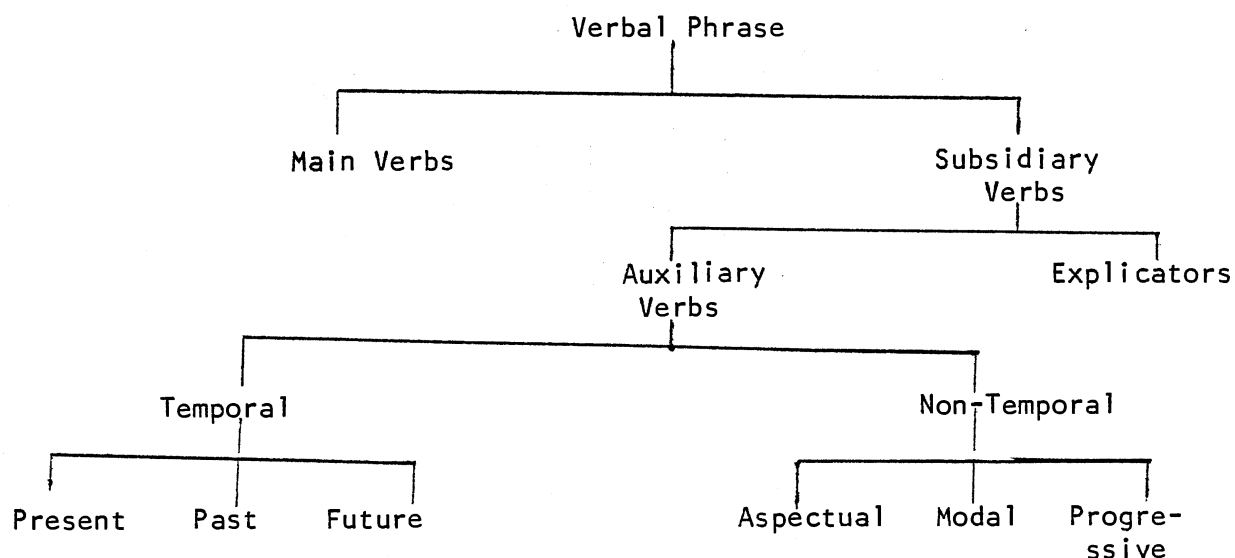 Verbal Phrase
Main Verbs
Subsidiary
Verbs
Auxiliary
Verbs
Explicators
Temporal
Non-Temporal
Present Past Future
Aspectual Modal Progre-
ssive